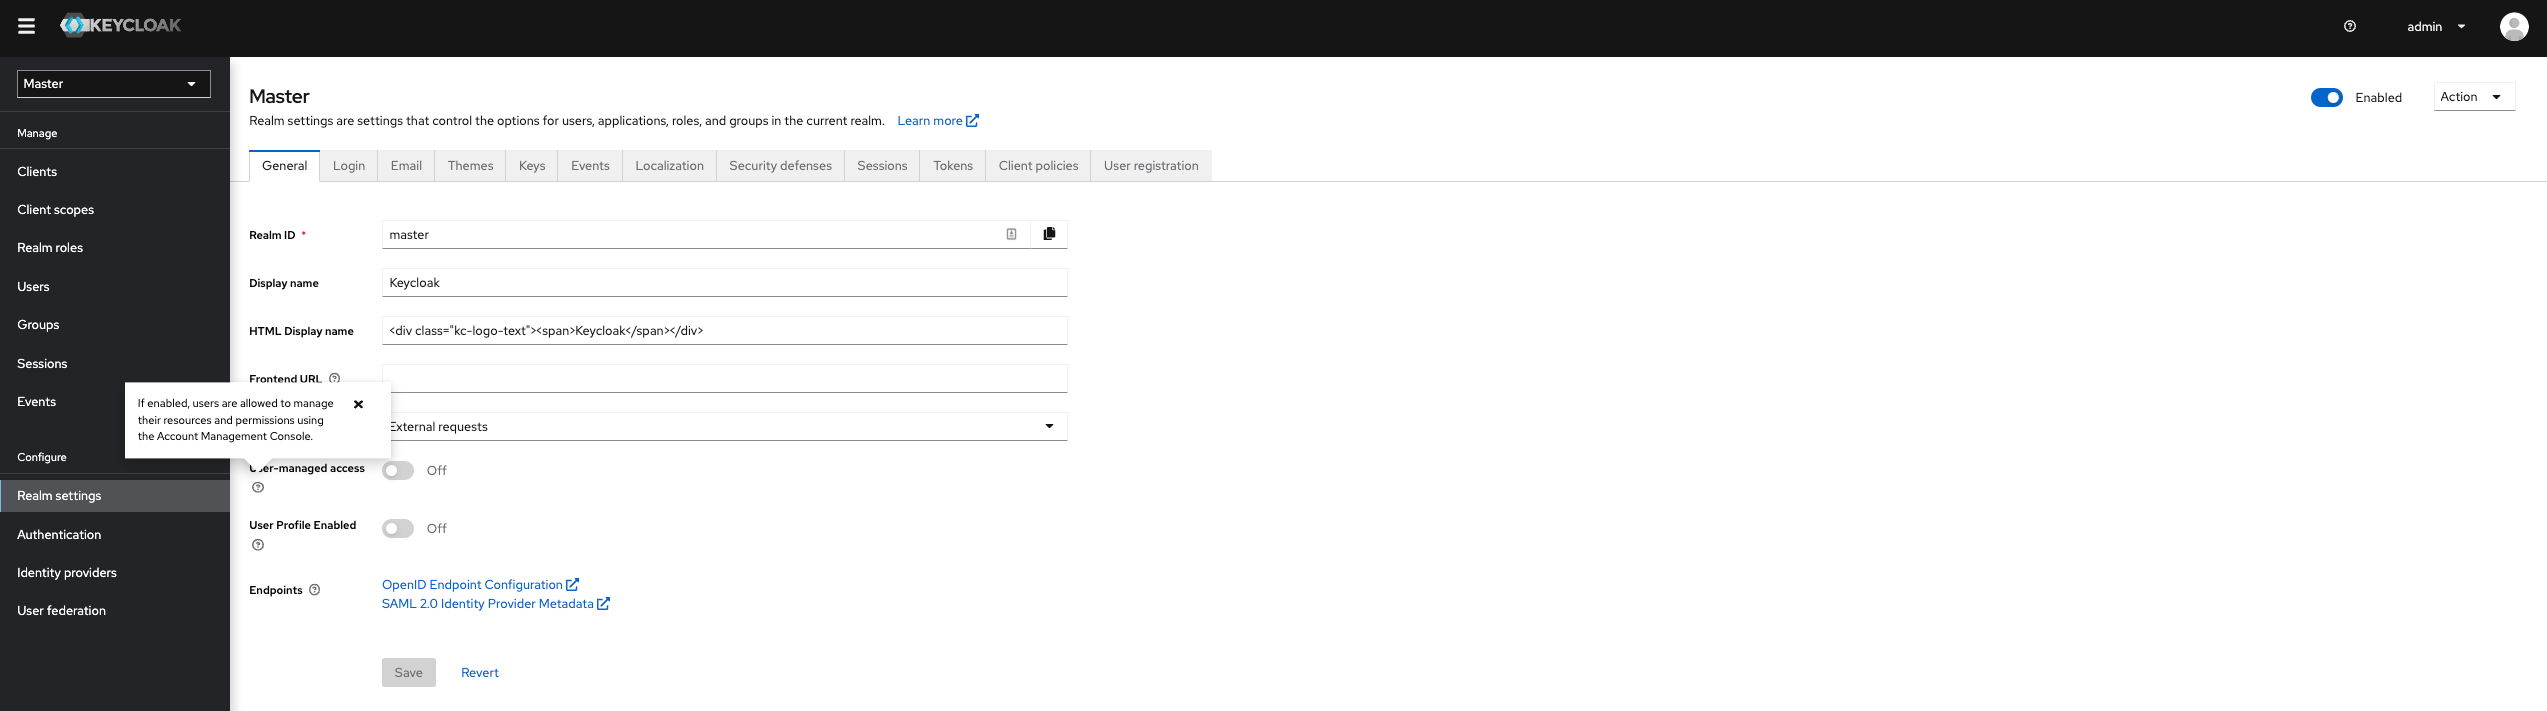 KEYCLOAK
admin
Master
Manage
Clients
Client scopes
Realm roles
Users
Groups
Sessions
Events
Configure
Realm settings
Authentication
Identity providers
User federation
Master
Enabled
Action
Realm settings are settings that control the options for users, applications, roles, and groups in the current realm. Learn more
General Login Email Themes Keys Events Localization Security defenses Sessions Tokens Client policies User registration
Realm ID * master
Display name Keycloak
HTML Display name <div class="kc-logo-text"><span>Keycloak</span></div>
Frontend URL
If enabled, users are allowed to manage
their resources and permissions using
the Account Management Console.
External requests
User-managed access Off
User Profile Enabled Off
Endpoints OpenID Endpoint Configuration
SAML 2.0 Identity Provider Metadata
Save Revert